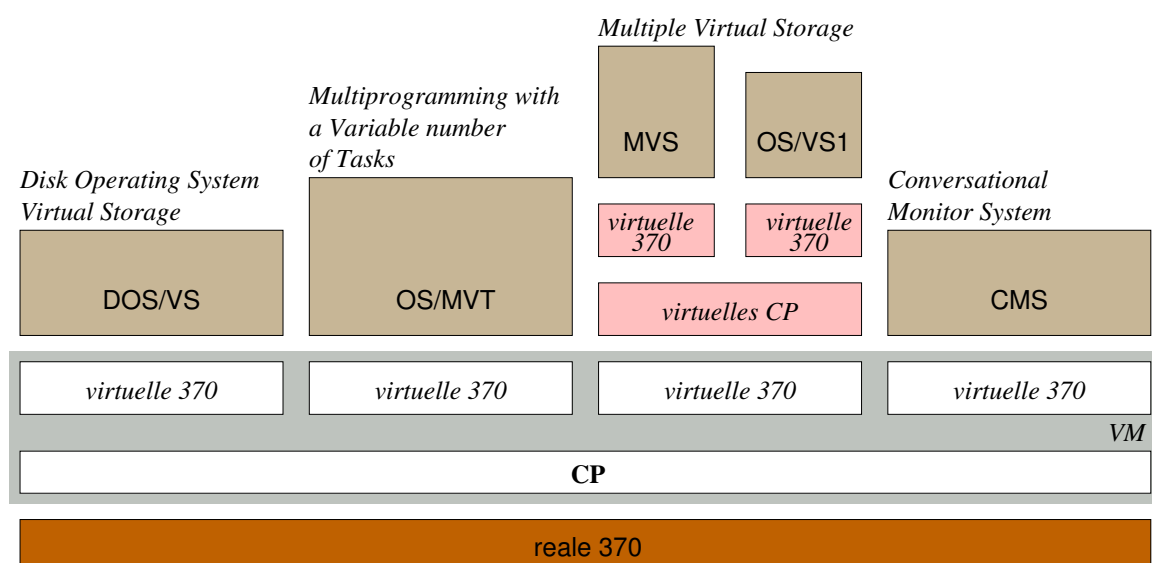 Multiple Virtual Storage
Multiprogramming with
a Variable number
of Tasks
MVS
OS/VS1
Disk Operating System
Virtual Storage
Conversational
Monitor System
virtuelle
370
virtuelle
370
DOS/VS
OS/MVT
virtuelles CP
CMS
virtuelle 370
virtuelle 370
virtuelle 370
virtuelle 370
VM
CP
reale 370